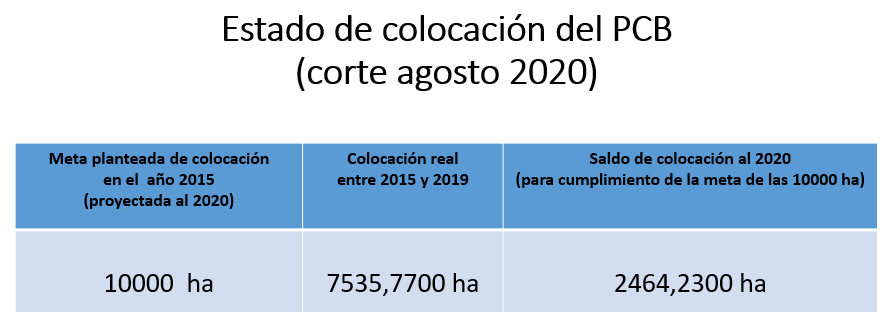 Estado de colocación del PCB
(corte agosto 2020)
Meta planteada de colocación
en el año 2015
(proyectada al 2020)
Colocación real
entre 2015 y 2019
Saldo de colocación al 2020
(para cumplimiento de la meta de las 10000 ha)
10000 ha
7535,7700 ha
2464,2300 ha